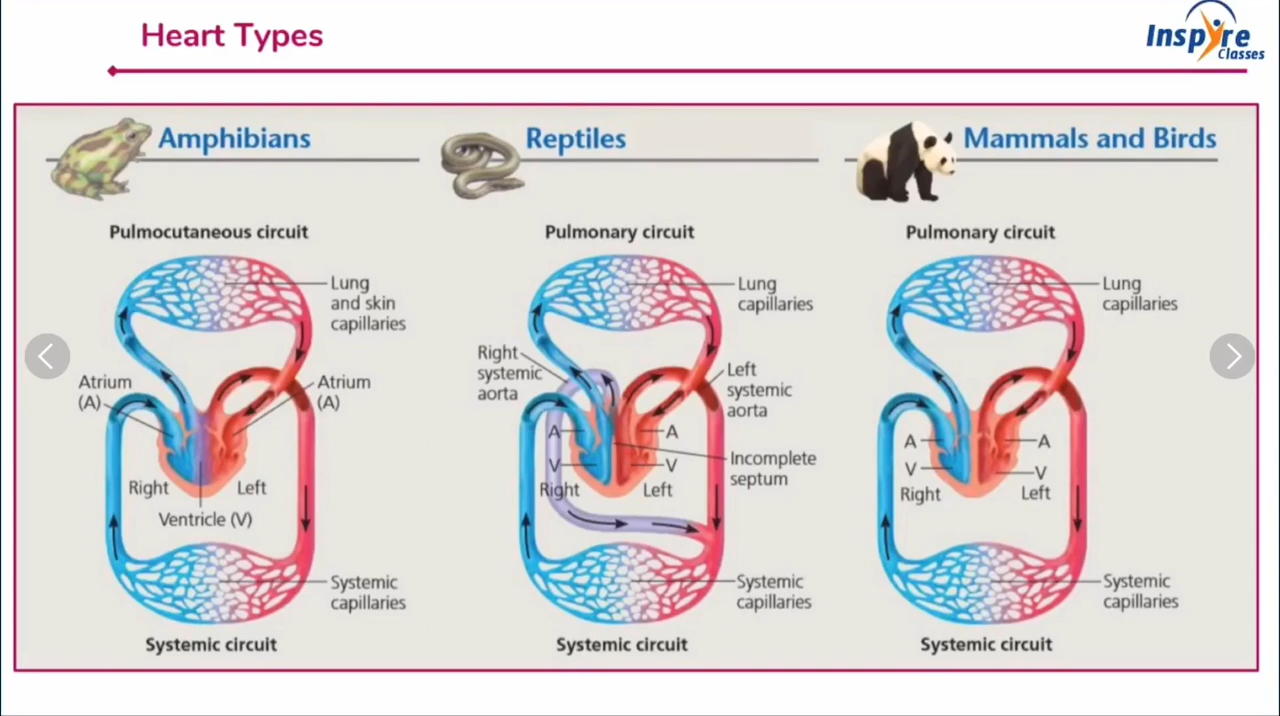 Heart Types
Inspyre
Classes
Amphibians
Pulmocutaneous circuit
Lung
and skin
capillaries
Atrium
(A)
Atrium
(A)
Right
Left
Ventricle (V)
Systemic
capillaries
Systemic circuit
Reptiles
Pulmonary circuit
Lung
capillaries
Right
systemic
aorta
Left
systemic
aorta
A
A
V
V
Incomplete
septum
Right
Left
Systemic
capillaries
Systemic circuit
Mammals and Birds
Pulmonary circuit
Lung
capillaries
A
A
V
V
Right
Left
Systemic
capillaries
Systemic circuit